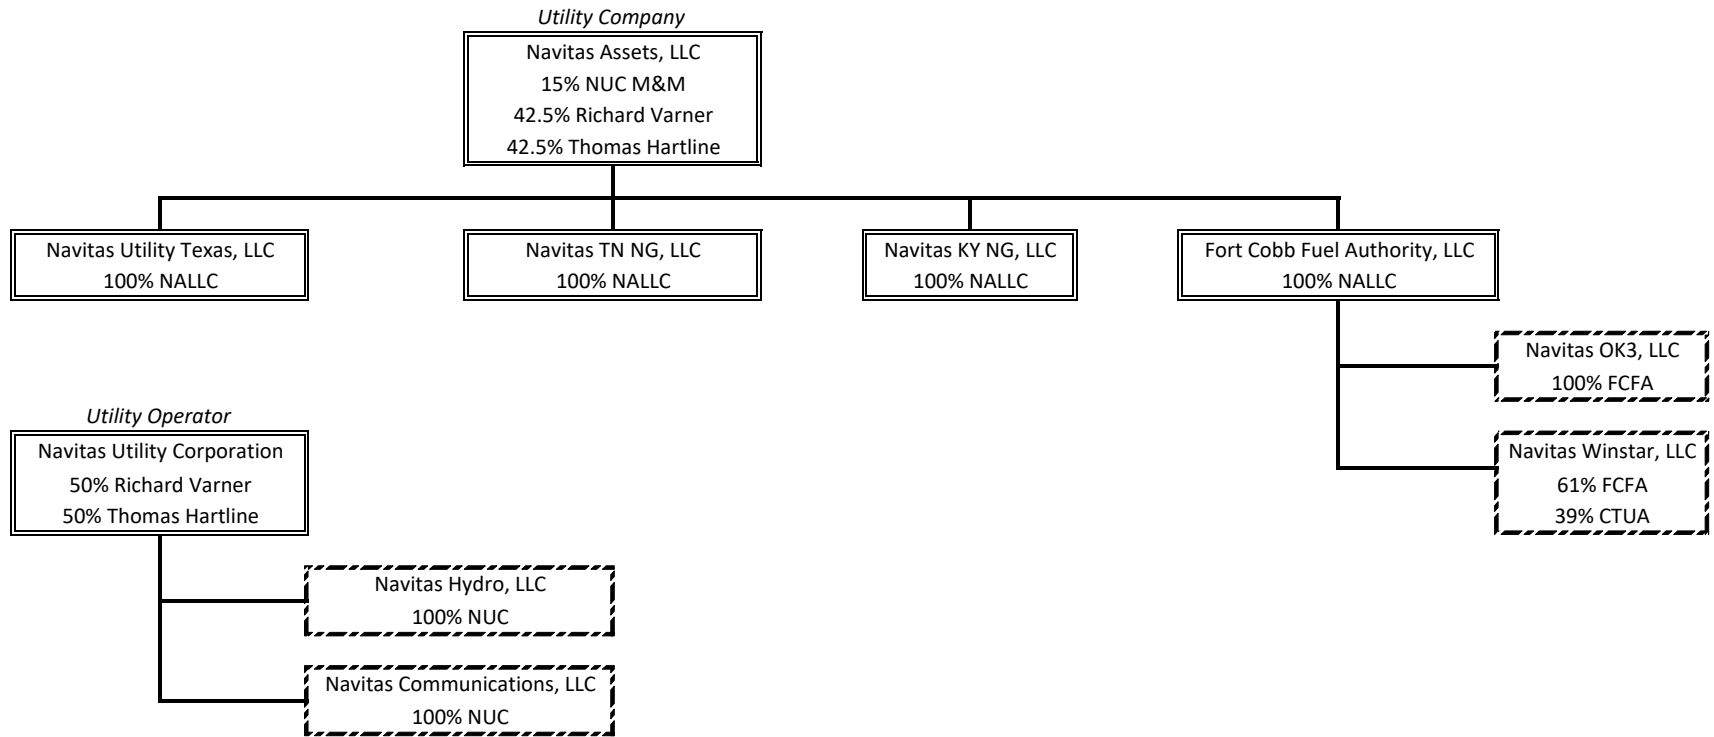 Utility Company
Navitas Assets, LLC
15% NUC M&M
42.5% Richard Varner
42.5% Thomas Hartline
Navitas Utility Texas, LLC
100% NALLC
Navitas TN NG, LLC
100% NALLC
Navitas KY NG, LLC
100% NALLC
Fort Cobb Fuel Authority, LLC
100% NALLC
Navitas OK3, LLC
100% FCFA
Navitas Winstar, LLC
61% FCFA
39% CTUA
Utility Operator
Navitas Utility Corporation
50% Richard Varner
50% Thomas Hartline
Navitas Hydro, LLC
100% NUC
Navitas Communications, LLC
100% NUC